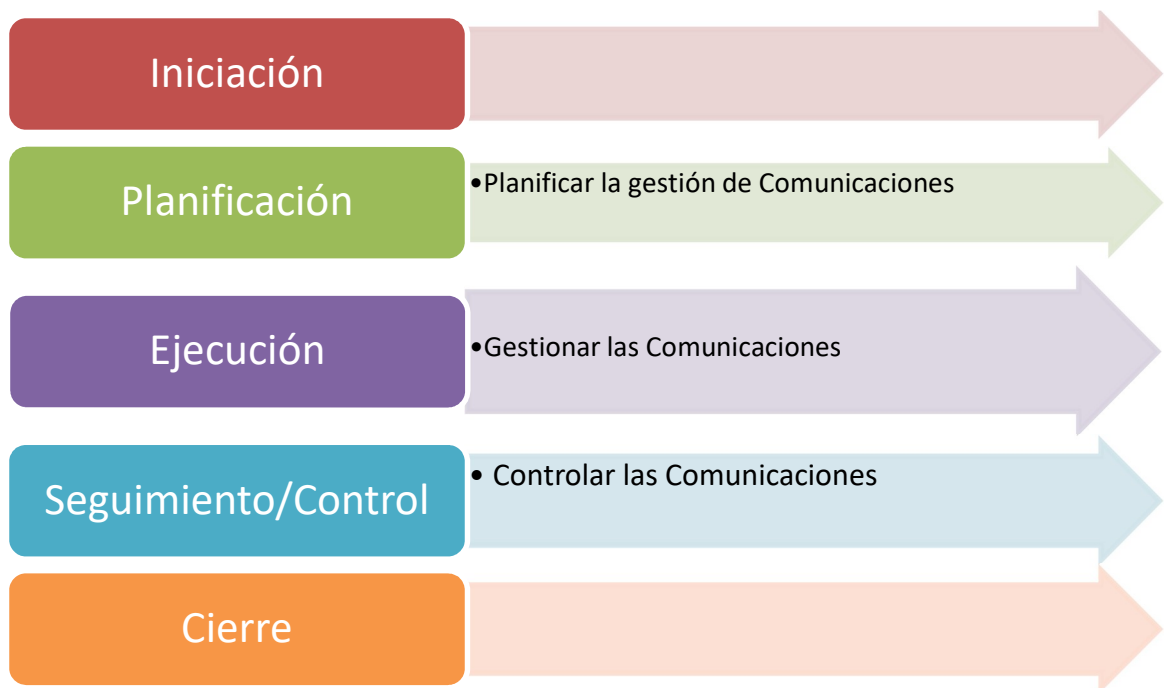 Iniciación
Planificación
•Planificar la gestión de Comunicaciones
Ejecución
•Gestionar las Comunicaciones
Seguimiento/Control
• Controlar las Comunicaciones
Cierre